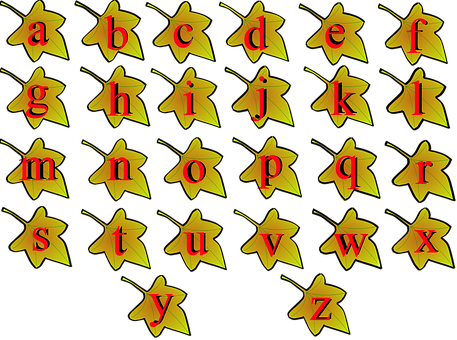 a b c d e f
g h i j k l
m n o p q r
s t u v w x
y z